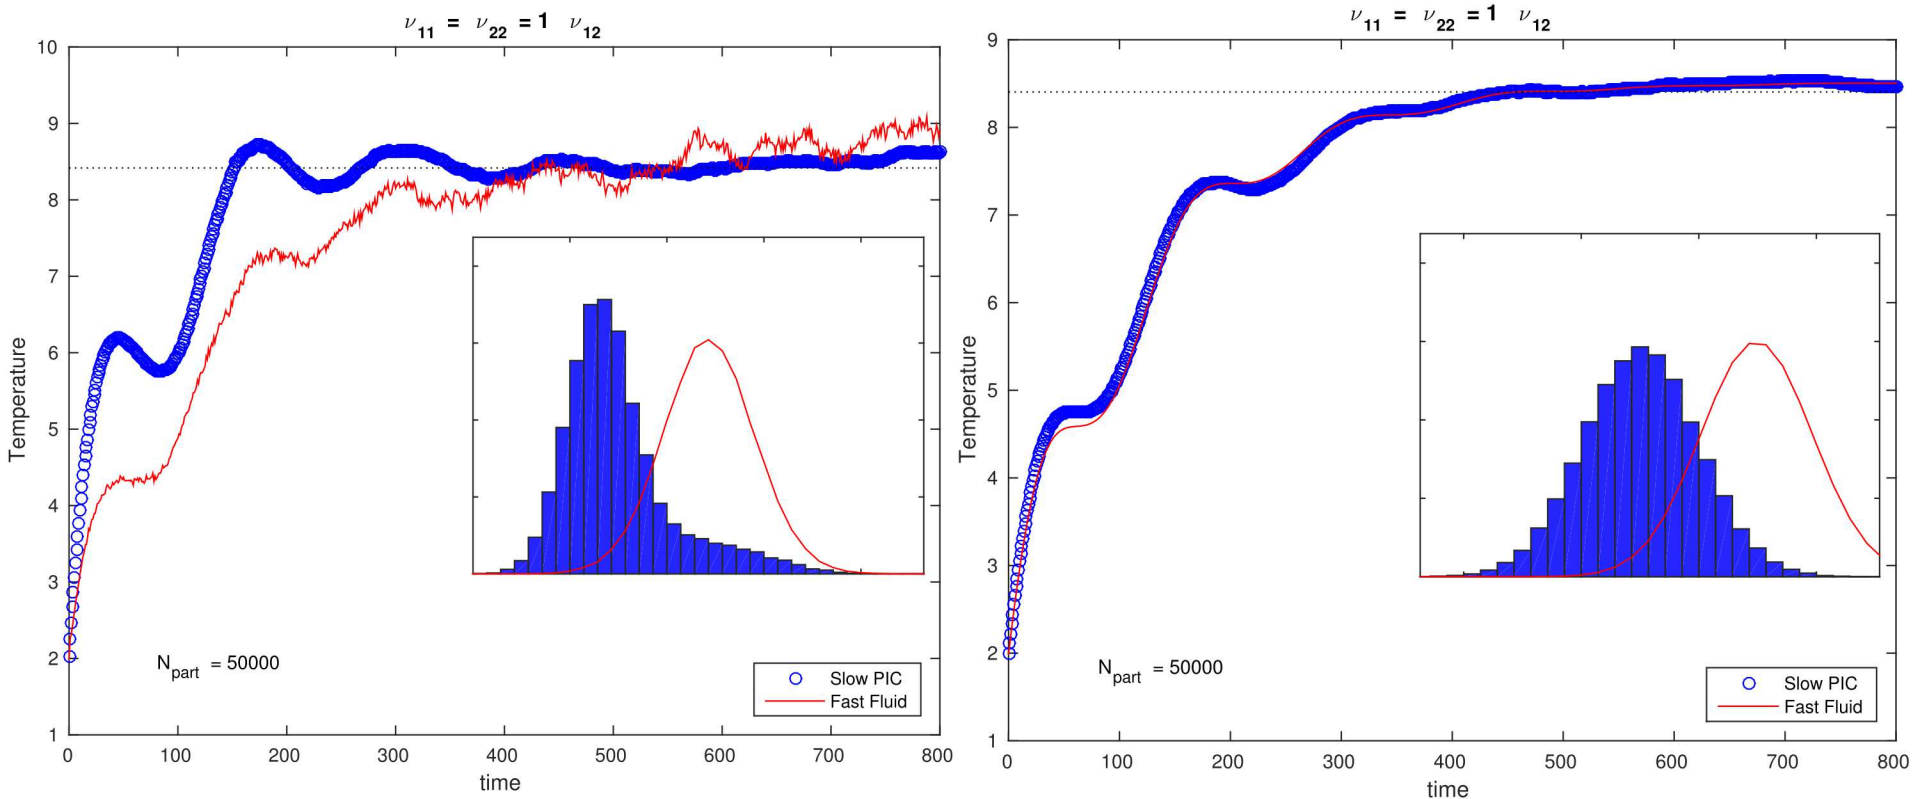 ν11 = ν22 = 1 ν12
10
9
8
7
6
5
4
3
2
1
Temperature
0 100 200 300 400 500 600 700 800
time
Npart = 50000
Slow PIC
Fast Fluid
ν11 = ν22 = 1 ν12
9
8
7
6
5
4
3
2
1
Temperature
0 100 200 300 400 500 600 700 800
time
Npart = 50000
Slow PIC
Fast Fluid